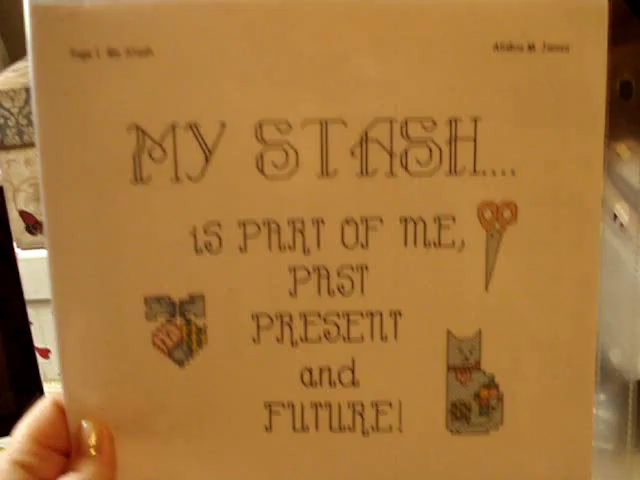 MY STASH....
is PART OF ME,
PAST
PRESENT
and
FUTURE!